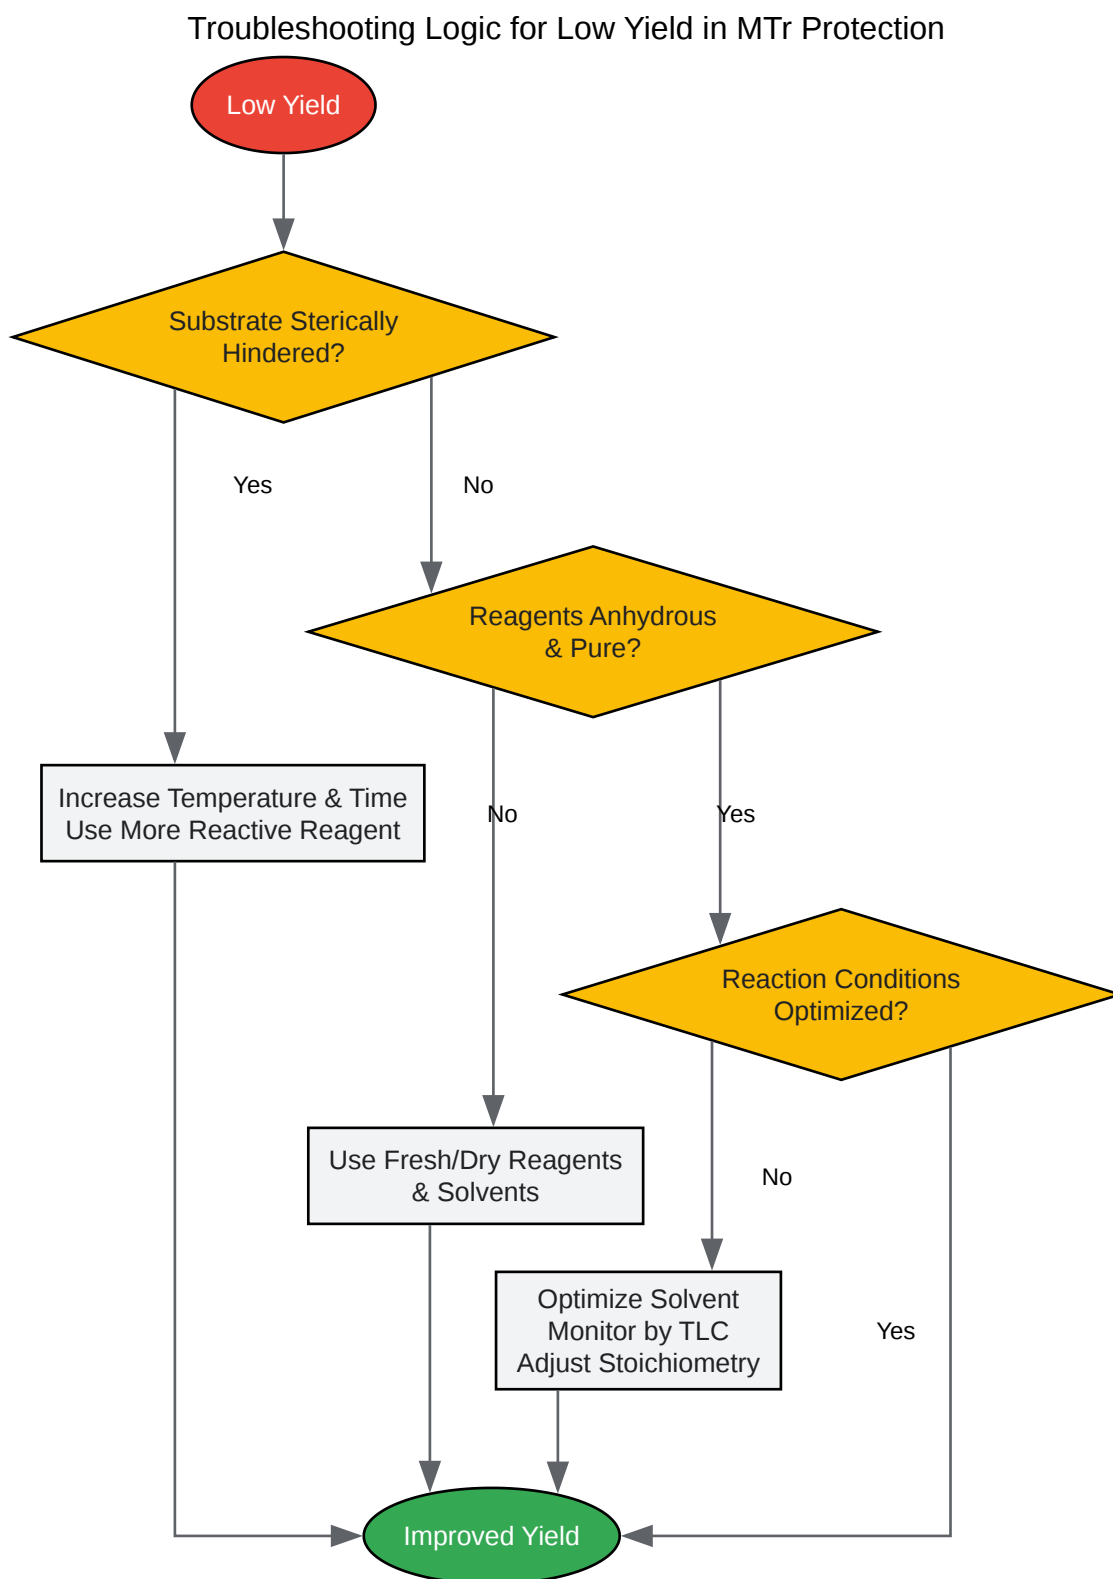 Troubleshooting Logic for Low Yield in MTr Protection
Low Yield
Substrate Sterically
Hindered?
Yes
No
Reagents Anhydrous
& Pure?
Increase Temperature & Time
Use More Reactive Reagent
No
Yes
Reaction Conditions
Optimized?
Use Fresh/Dry Reagents
& Solvents
No
Optimize Solvent
Monitor by TLC
Adjust Stoichiometry
Yes
Improved Yield